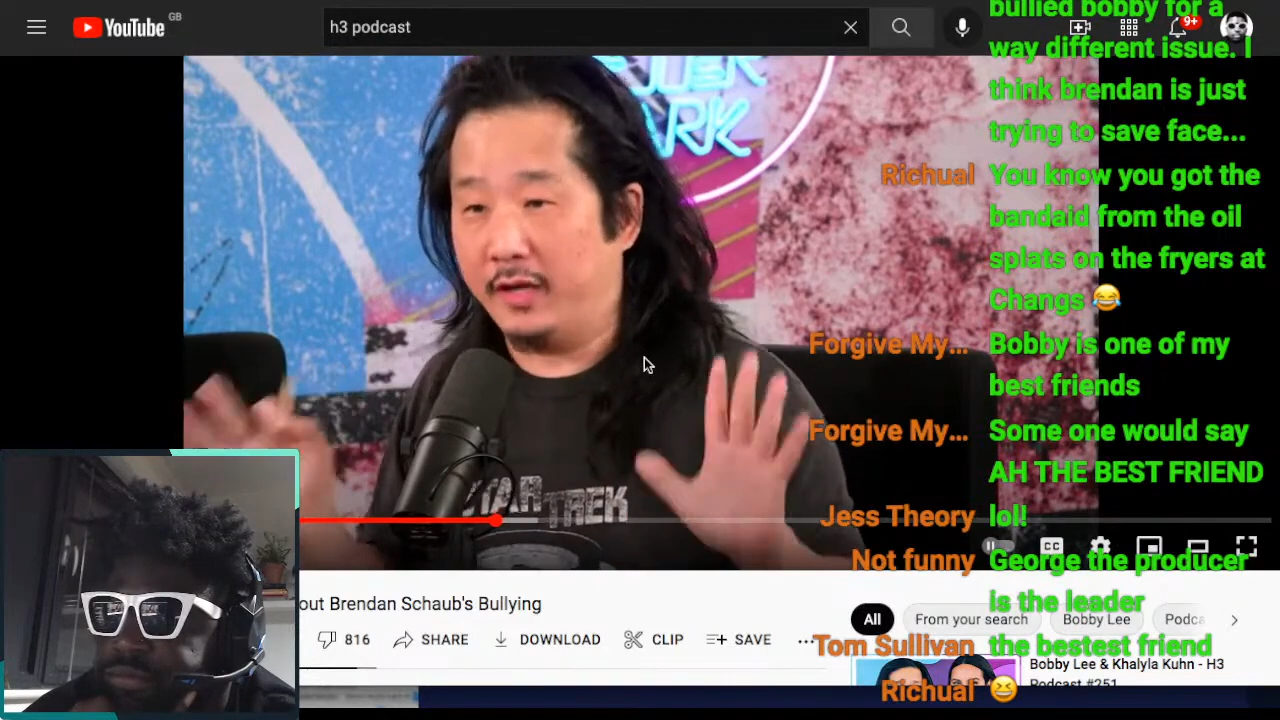 YouTube GB
h3 podcast
9+
bullied bobby for a
way different issue. I
think brendan is just
trying to save face...
Richual You know you got the
bandaid from the oil
splats on the fryers at
Changs 😂
Forgive My... Bobby is one of my
best friends
Forgive My... Some one would say
AH THE BEST FRIEND
Jess Theory lol!
Not funny George the producer
is the leader
Tom Sullivan the bestest friend
Richual 😆
ARK
STAR TREK
CC
out Brendan Schaub's Bullying
816 SHARE DOWNLOAD CLIP SAVE ...
All From your search Bobby Lee Podca
Bobby Lee & Khalyla Kuhn - H3
Podcast #251